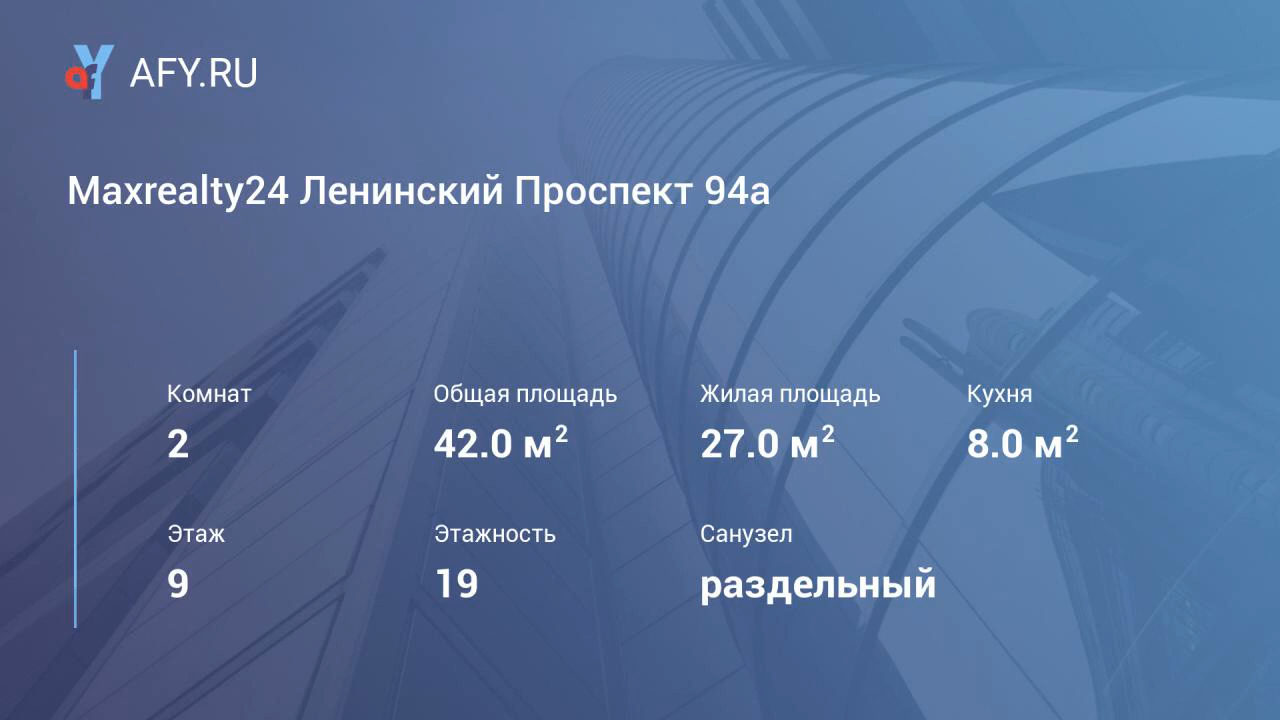 afy AFY.RU
Maxrealty24 Ленинский Проспект 94а
Комнат Общая площадь Жилая площадь Кухня
2 42.0 м² 27.0 м² 8.0 м²
Этаж Этажность Санузел
9 19 раздельный